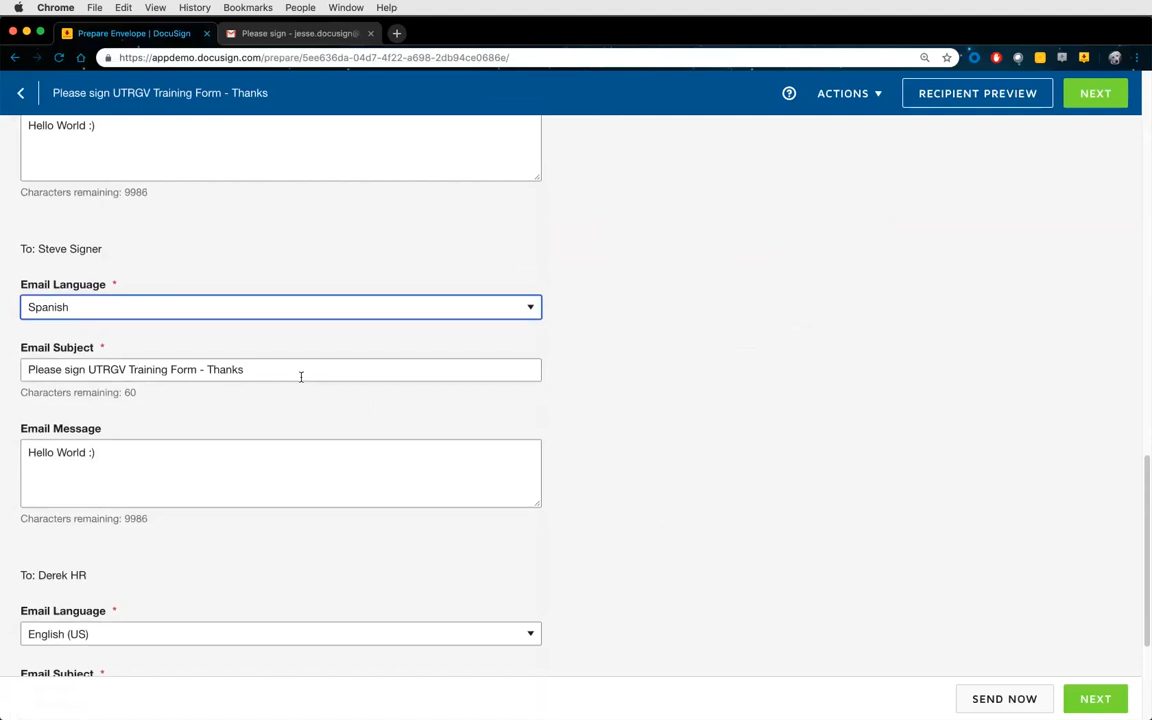 Chrome File Edit View History Bookmarks People Window Help
Prepare Envelope | DocuSign
Please sign - jesse.docusign@
https://appdemo.docusign.com/prepare/5ee636da-04d7-4f22-a698-2db94ce0686e/
Please sign UTRGV Training Form - Thanks
ACTIONS
RECIPIENT PREVIEW
NEXT
Hello World :)
Characters remaining: 9986
To: Steve Signer
Email Language *
Spanish
Email Subject *
Please sign UTRGV Training Form - Thanks
Characters remaining: 60
Email Message
Hello World :)
Characters remaining: 9986
To: Derek HR
Email Language *
English (US)
Email Subject *
SEND NOW
NEXT